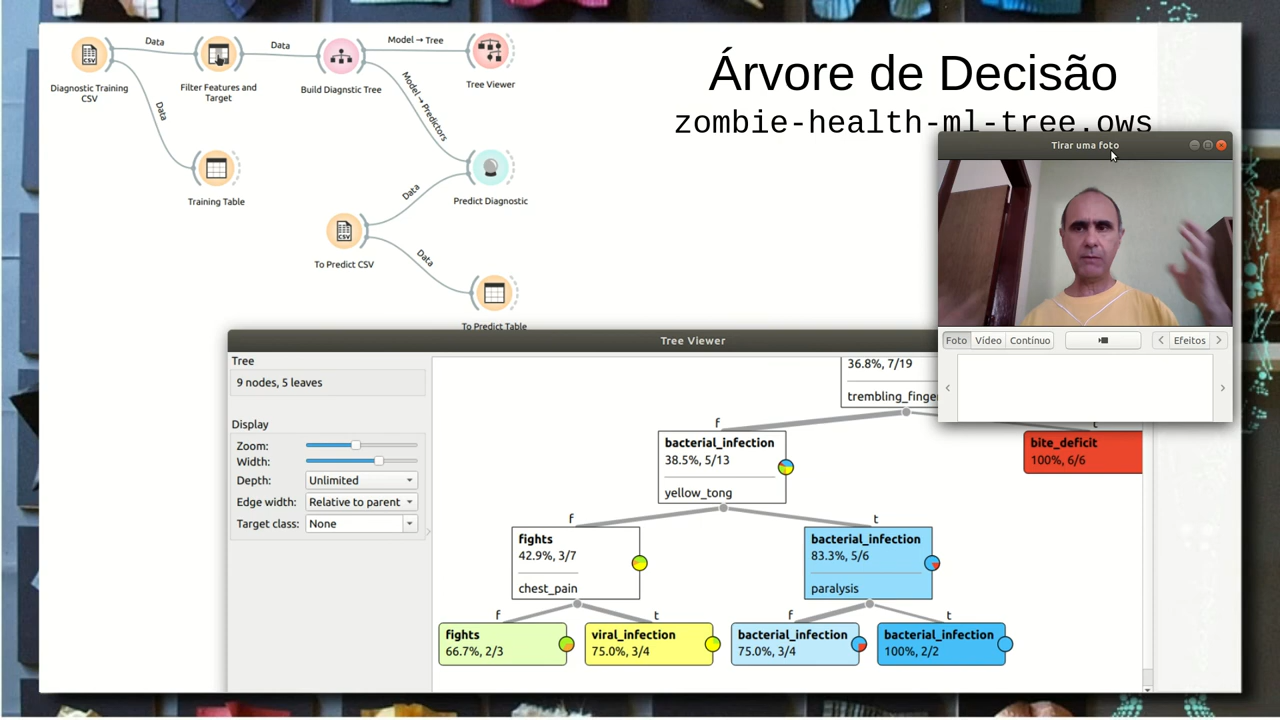 Árvore de Decisão
zombie-health-ml-tree.ows
Data
Data
Model → Tree
Diagnostic Training
CSV
Filter Features and
Target
Build Diagnstic Tree
Tree Viewer
Data
Model → Predictors
Training Table
Predict Diagnostic
Data
To Predict CSV
Data
To Predict Table
Tirar uma foto
Foto
Vídeo
Contínuo
Efeitos
Tree Viewer
Tree
9 nodes, 5 leaves
Display
Zoom:
Width:
Depth:
Unlimited
Edge width:
Relative to parent
Target class:
None
36.8%, 7/19
trembling_finge
f
t
bacterial_infection
38.5%, 5/13
yellow_tong
bite_deficit
100%, 6/6
f
t
fights
42.9%, 3/7
chest_pain
bacterial_infection
83.3%, 5/6
paralysis
f
t
f
t
fights
66.7%, 2/3
viral_infection
75.0%, 3/4
bacterial_infection
75.0%, 3/4
bacterial_infection
100%, 2/2